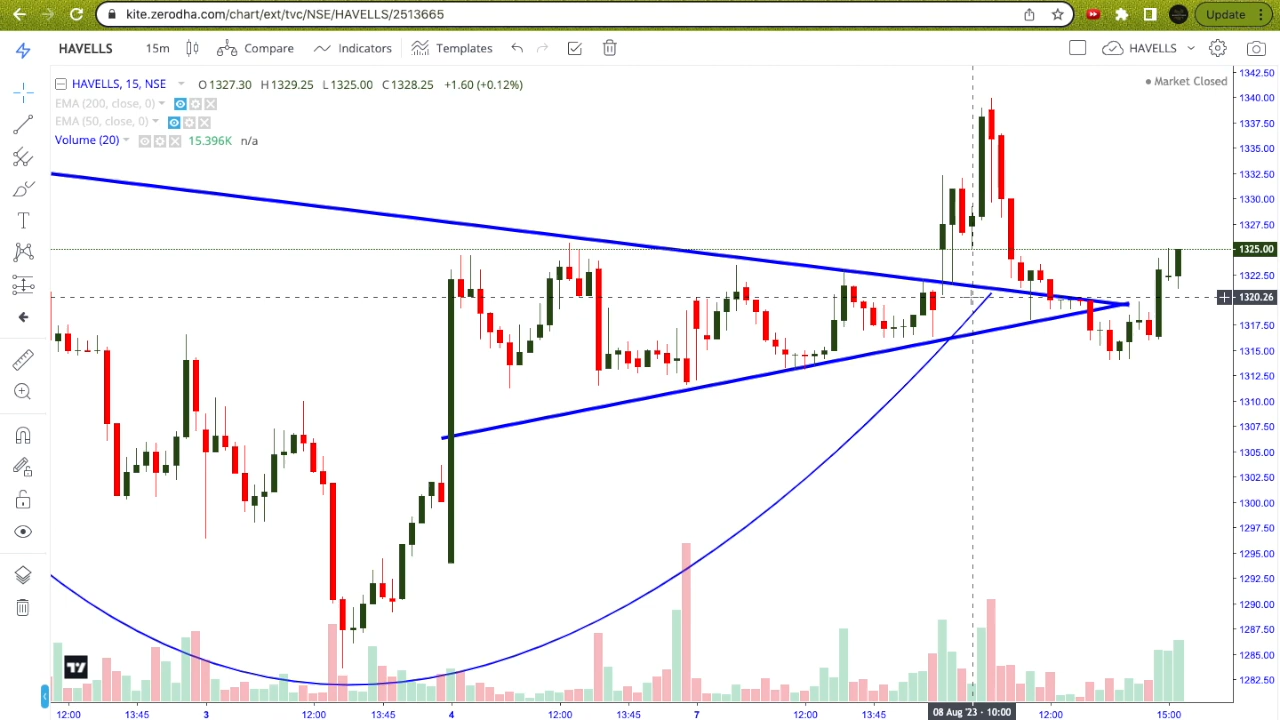 kite.zerodha.com/chart/ext/tvc/NSE/HAVELLS/2513665
Update
HAVELLS 15m Compare Indicators Templates HAVELLS
HAVELLS, 15, NSE O1327.30 H1329.25 L1325.00 C1328.25 +1.60 (+0.12%)
Market Closed
EMA (200, close, 0)
EMA (50, close, 0)
Volume (20) 15.396K n/a
1342.50
1340.00
1337.50
1335.00
1332.50
1330.00
1327.50
1325.00
1322.50
1320.26
1317.50
1315.00
1312.50
1310.00
1307.50
1305.00
1302.50
1300.00
1297.50
1295.00
1292.50
1290.00
1287.50
1285.00
1282.50
12:00 13:45 3 12:00 13:45 4 12:00 13:45 7 12:00 13:45 08 Aug '23 - 10:00 12:00 15:00